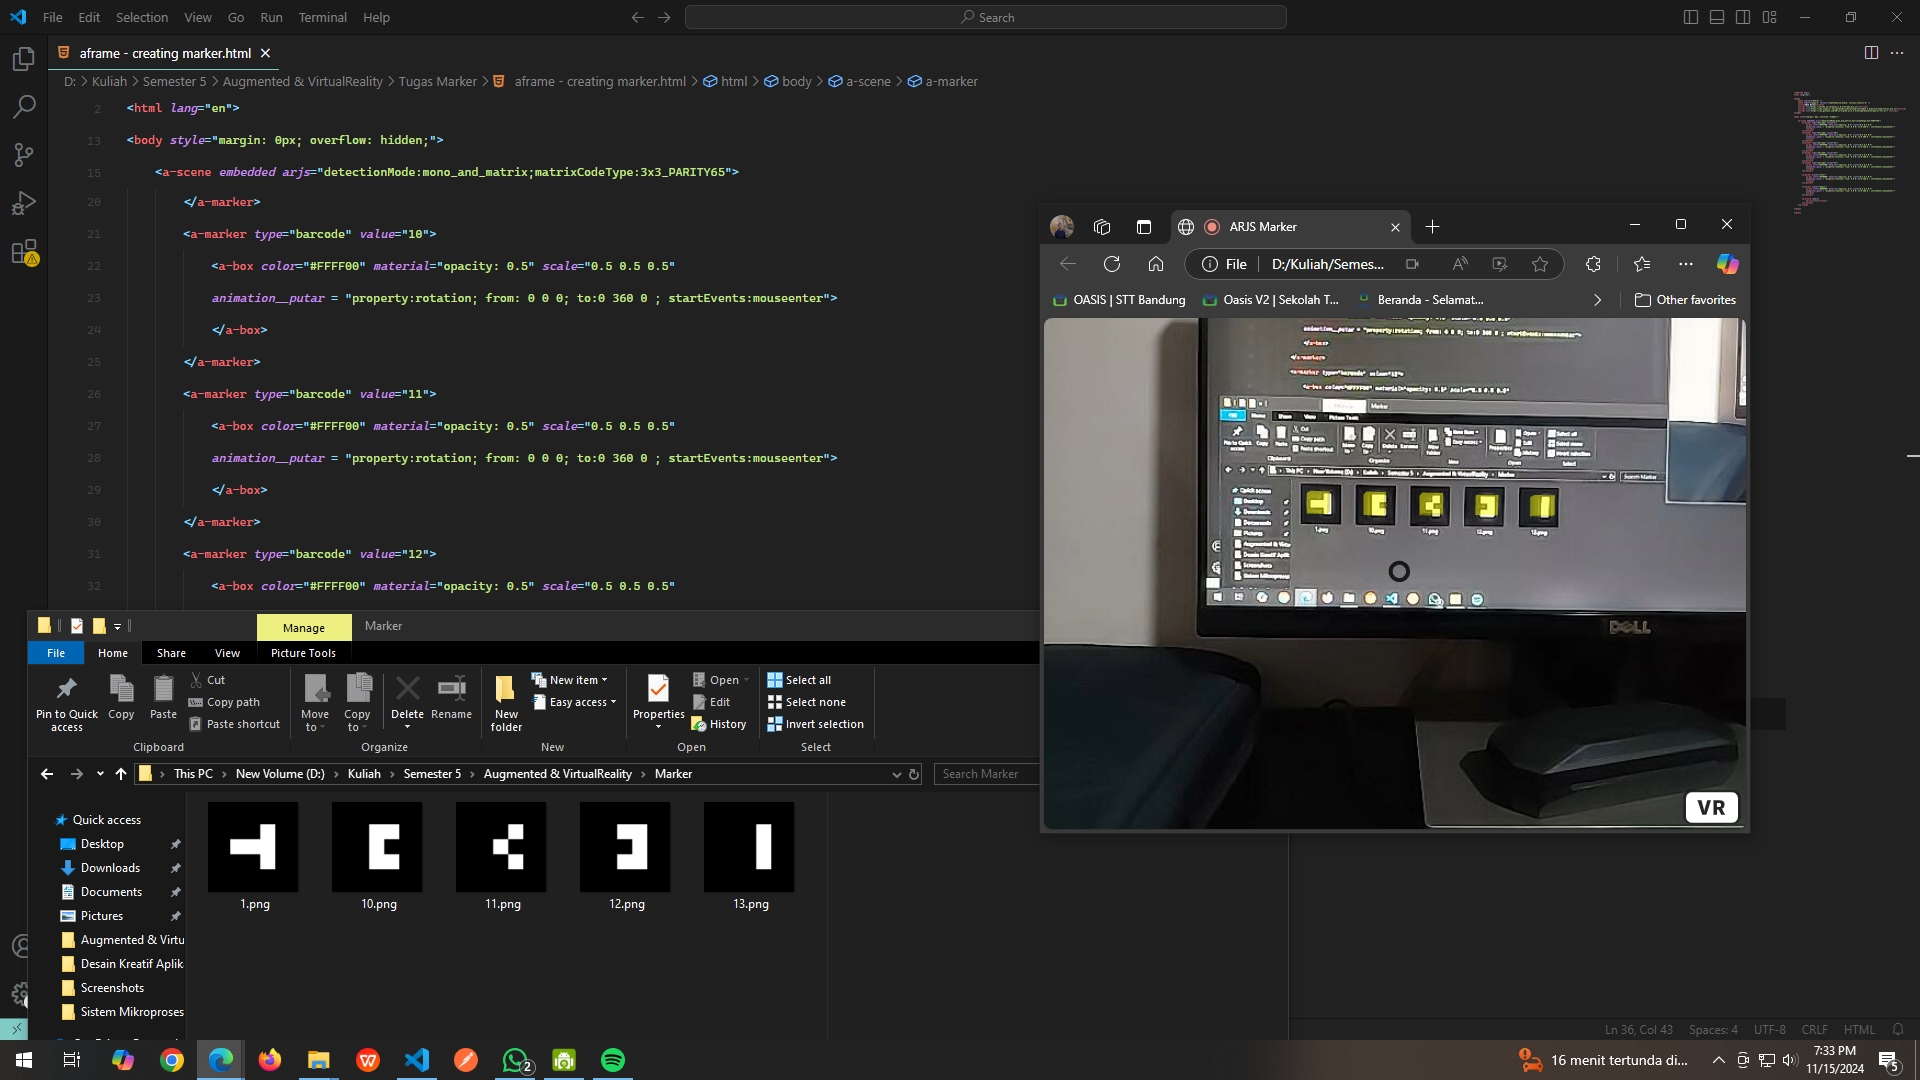 File Edit Selection View Go Run Terminal Help
Search
aframe - creating marker.html
D: > Kuliah > Semester 5 > Augmented & VirtualReality > Tugas Marker > aframe - creating marker.html > html > body > a-scene > a-marker
2 <html lang="en">
13 <body style="margin: 0px; overflow: hidden;">
15 <a-scene embedded arjs="detectionMode:mono_and_matrix;matrixCodeType:3x3_PARITY65">
20 </a-marker>
21 <a-marker type="barcode" value="10">
22 <a-box color="#FFFF00" material="opacity: 0.5" scale="0.5 0.5 0.5"
23 animation__putar = "property:rotation; from: 0 0 0; to:0 360 0 ; startEvents:mouseenter">
24 </a-box>
25 </a-marker>
26 <a-marker type="barcode" value="11">
27 <a-box color="#FFFF00" material="opacity: 0.5" scale="0.5 0.5 0.5"
28 animation__putar = "property:rotation; from: 0 0 0; to:0 360 0 ; startEvents:mouseenter">
29 </a-box>
30 </a-marker>
31 <a-marker type="barcode" value="12">
32 <a-box color="#FFFF00" material="opacity: 0.5" scale="0.5 0.5 0.5"
ARJS Marker
File D:/Kuliah/Semes...
OASIS | STT Bandung Oasis V2 | Sekolah T... Beranda - Selamat... Other favorites
DELL
VR
Manage Marker
File Home Share View Picture Tools
Pin to Quick access
Copy
Paste
Cut
Copy path
Paste shortcut
Clipboard
Move to
Copy to
Delete
Rename
Organize
New folder
New item
Easy access
New
Properties
Open
Edit
History
Open
Select all
Select none
Invert selection
Select
This PC > New Volume (D:) > Kuliah > Semester 5 > Augmented & VirtualReality > Marker
Search Marker
Quick access
Desktop
Downloads
Documents
Pictures
Augmented & Virtu
Desain Kreatif Aplik
Screenshots
Sistem Mikroproses
1.png 10.png 11.png 12.png 13.png
Ln 36, Col 43 Spaces: 4 UTF-8 CRLF HTML
2
16 menit tertunda di...
7:33 PM
11/15/2024
5